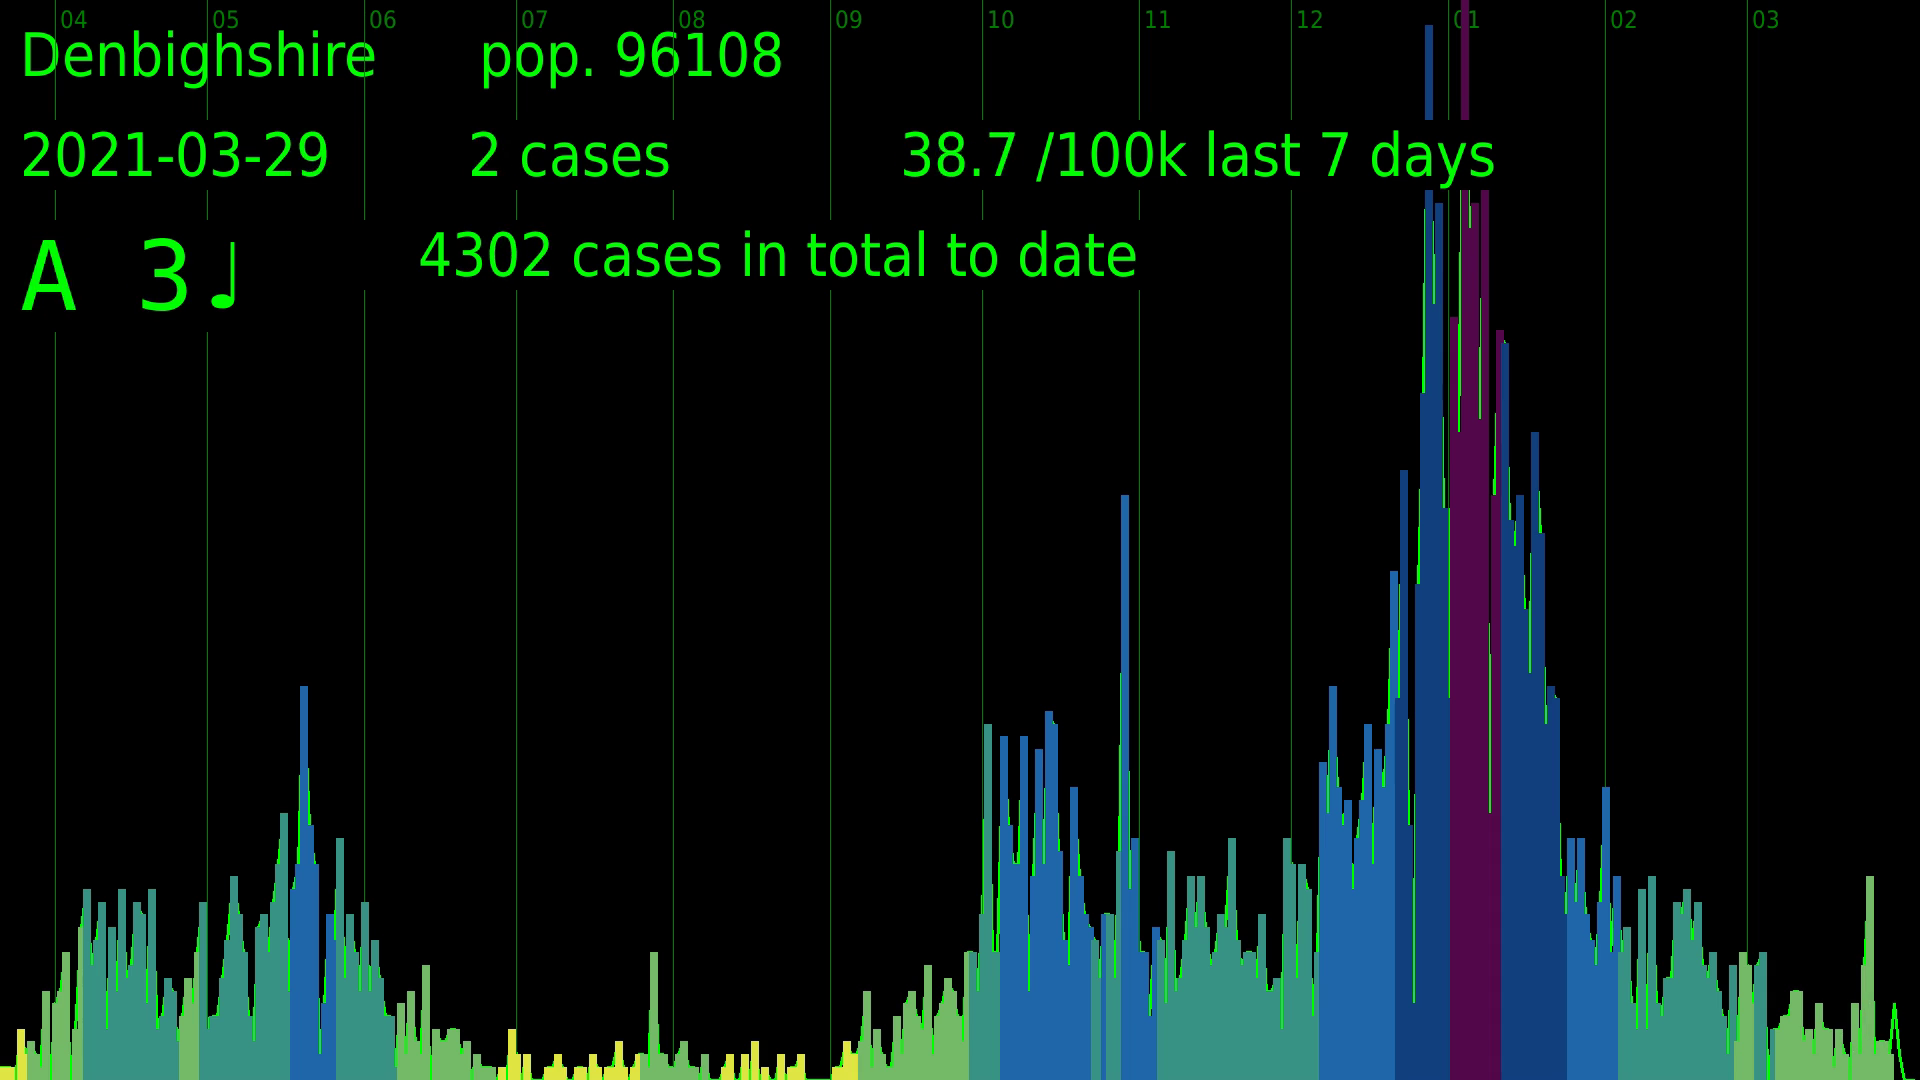 04 05 06 07 08 09 10 11 12 01 02 03
Denbighshire pop. 96108
2021-03-29 2 cases 38.7 /100k last 7 days
A 3♩ 4302 cases in total to date